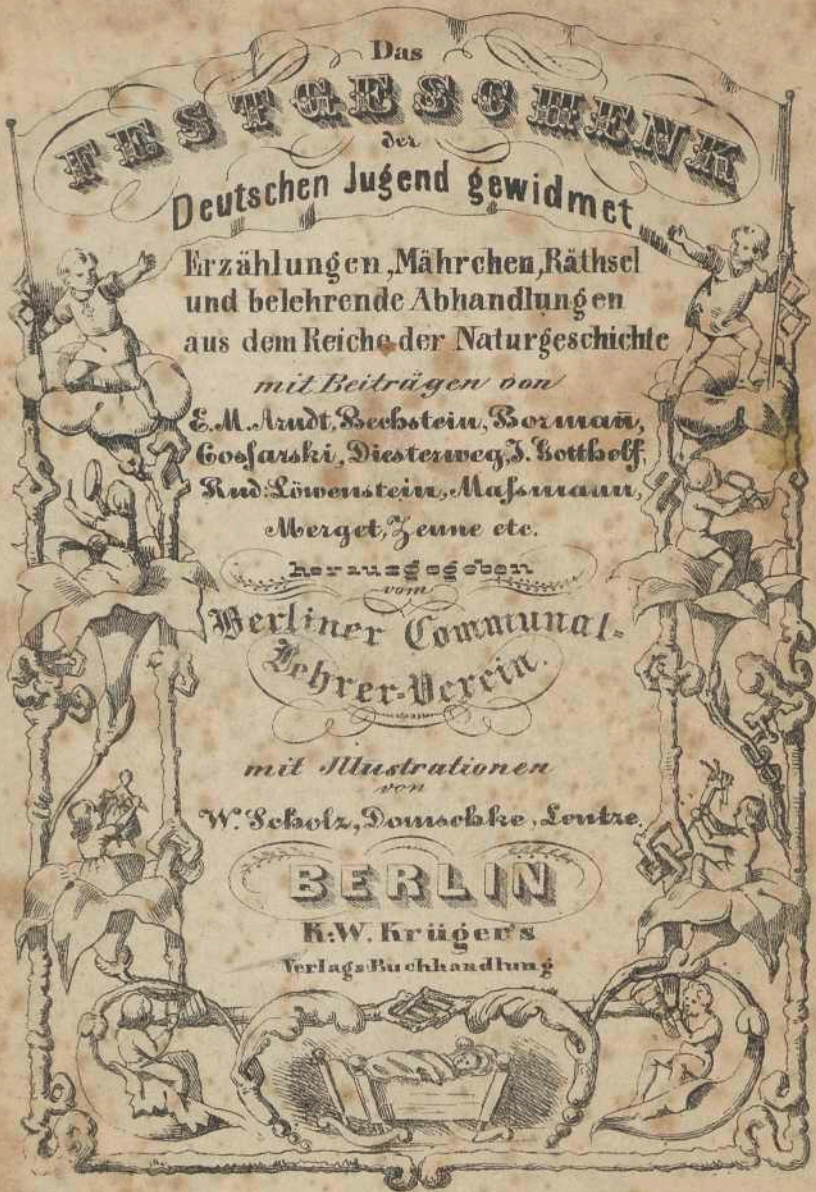 Das
FESTGESCHENK
der
Deutschen Jugend gewidmet
Erzählungen, Mährchen, Räthsel
und belehrende Abhandlungen
aus dem Reiche der Naturgeschichte
mit Beiträgen von
E. M. Arndt, Bechstein, Bormañ,
Cosſarski, Diesterweg, J. Gotthelf,
Rud: Löwenstein, Maſsmann,
Merget, Zeune etc.
herausgegeben
vom
Berliner Communal-
Lehrer-Verein.
mit Illustrationen
von
W. Scholz, Domschke, Lentze.
BERLIN
K. W. Krüger's
Verlags Buchhandlung